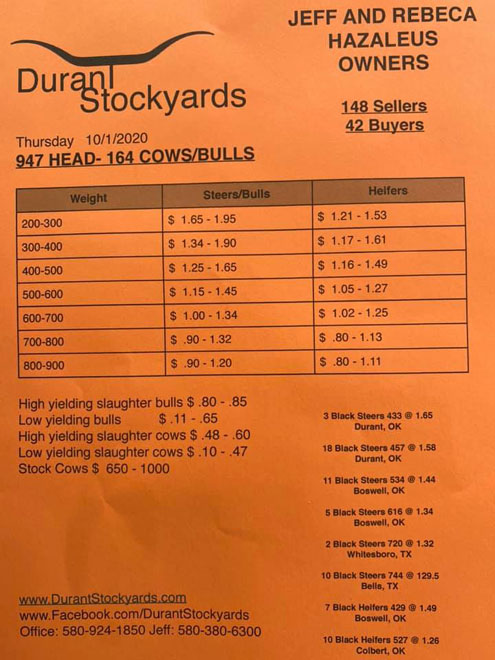 JEFF AND REBECA
HAZALEUS
OWNERS
Durant
Stockyards
148 Sellers
42 Buyers
Thursday 10/1/2020
947 HEAD- 164 COWS/BULLS
Weight Steers/Bulls Heifers
200-300 $ 1.65 - 1.95 $ 1.21 - 1.53
300-400 $ 1.34 - 1.90 $ 1.17 - 1.61
400-500 $ 1.25 - 1.65 $ 1.16 - 1.49
500-600 $ 1.15 - 1.45 $ 1.05 - 1.27
600-700 $ 1.00 - 1.34 $ 1.02 - 1.25
700-800 $ .90 - 1.32 $ .80 - 1.13
800-900 $ .90 - 1.20 $ .80 - 1.11
High yielding slaughter bulls $ .80 - .85
Low yielding bulls $ .11 - .65
High yielding slaughter cows $ .48 - .60
Low yielding slaughter cows $ .10 - .47
Stock Cows $ 650 - 1000
3 Black Steers 433 @ 1.65
Durant, OK
18 Black Steers 457 @ 1.58
Durant, OK
11 Black Steers 534 @ 1.44
Boswell, OK
5 Black Steers 616 @ 1.34
Boswell, OK
2 Black Steers 720 @ 1.32
Whitesboro, TX
10 Black Steers 744 @ 129.5
Bells, TX
7 Black Heifers 429 @ 1.49
Boswell, OK
10 Black Heifers 527 @ 1.26
Colbert, OK
www.DurantStockyards.com
www.Facebook.com/DurantStockyards
Office: 580-924-1850 Jeff: 580-380-6300